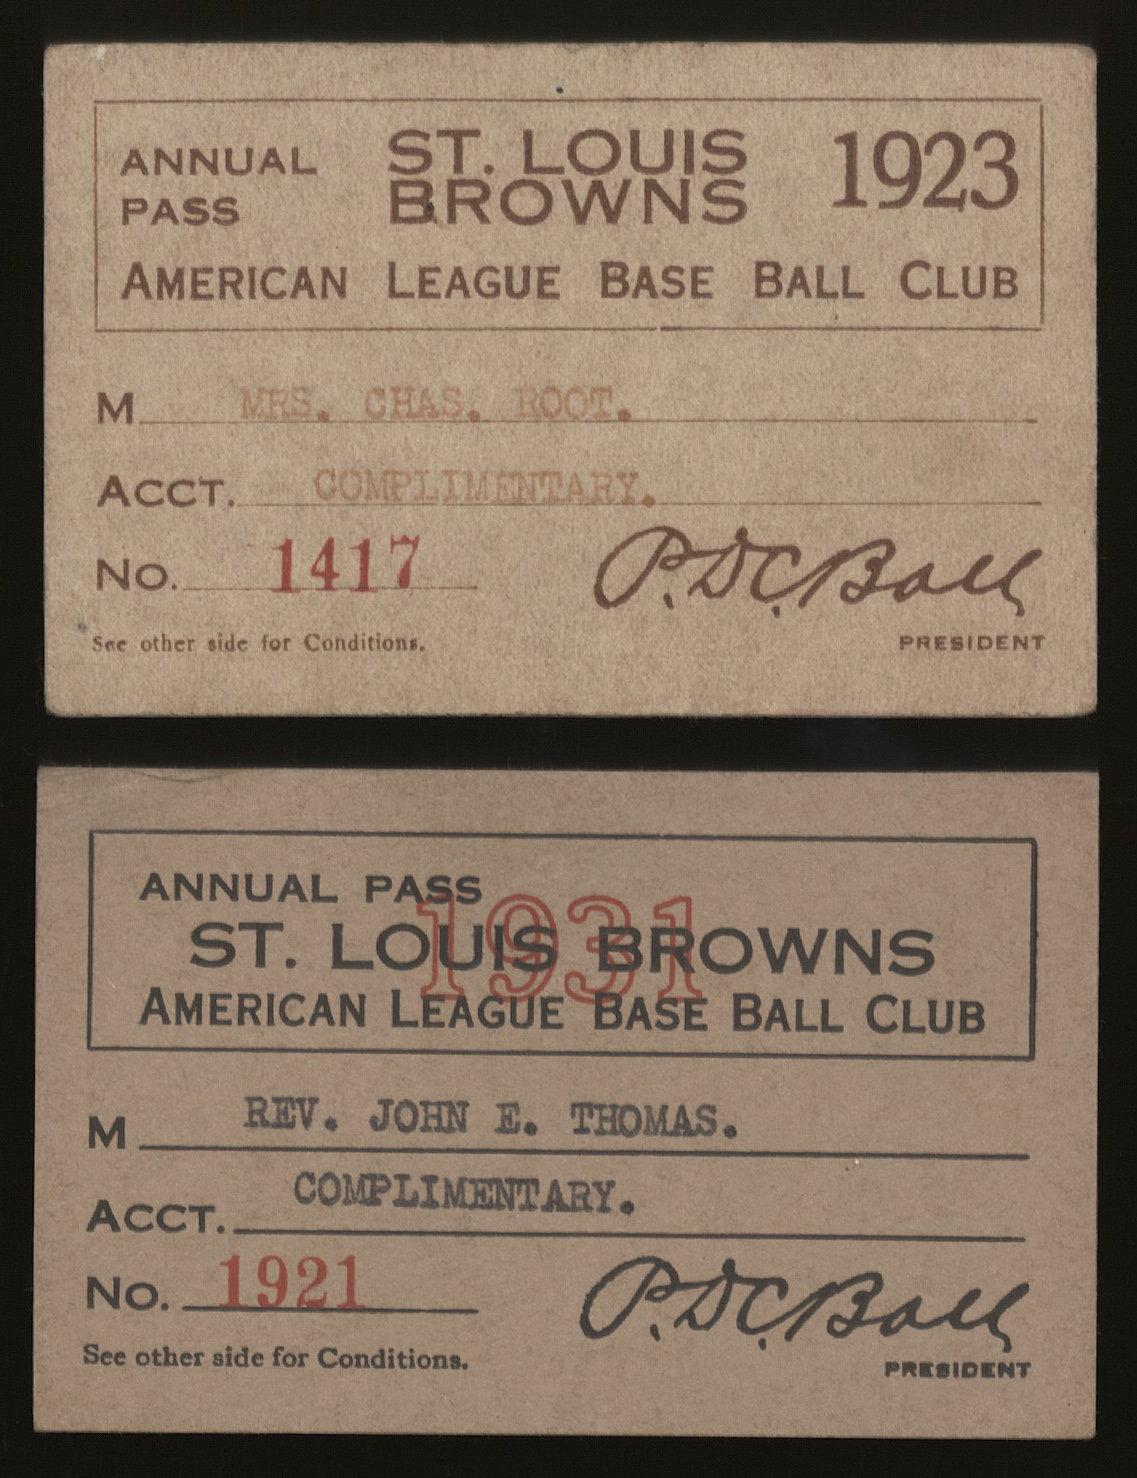 ANNUAL PASS
ST. LOUIS BROWNS
1923
AMERICAN LEAGUE BASE BALL CLUB
M MRS. CHAS. ROOT.
ACCT. COMPLIMENTARY.
No. 1417
P. D C. Ball
See other side for Conditions.
PRESIDENT
ANNUAL PASS
1931
ST. LOUIS BROWNS
AMERICAN LEAGUE BASE BALL CLUB
M REV. JOHN E. THOMAS.
ACCT. COMPLIMENTARY.
No. 1921
P. D C. Ball
See other side for Conditions.
PRESIDENT